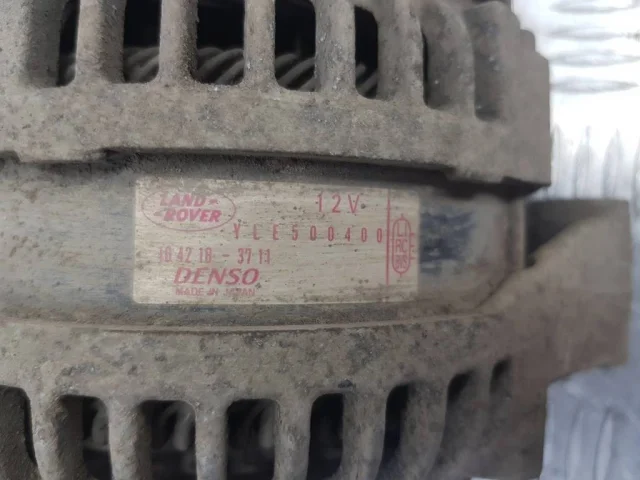 LAND-
ROVER
12V
YLE500400
104210-3711
DENSO
MADE IN JAPAN